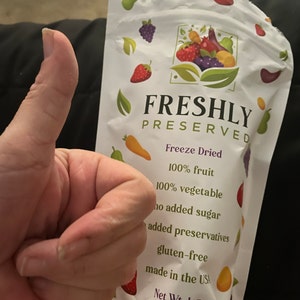 FRESHLY
PRESERVED
Freeze Dried
100% fruit
100% vegetable
no added sugar
added preservatives
gluten-free
made in the US
Net